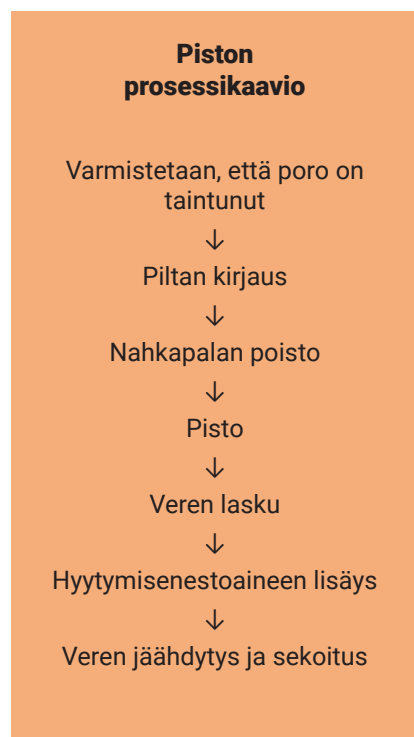 Piston
prosessikaavio
Varmistetaan, että poro on
taintunut
↓
Piltan kirjaus
↓
Nahkapalan poisto
↓
Pisto
↓
Veren lasku
↓
Hyytymisenestoaineen lisäys
↓
Veren jäähdytys ja sekoitus